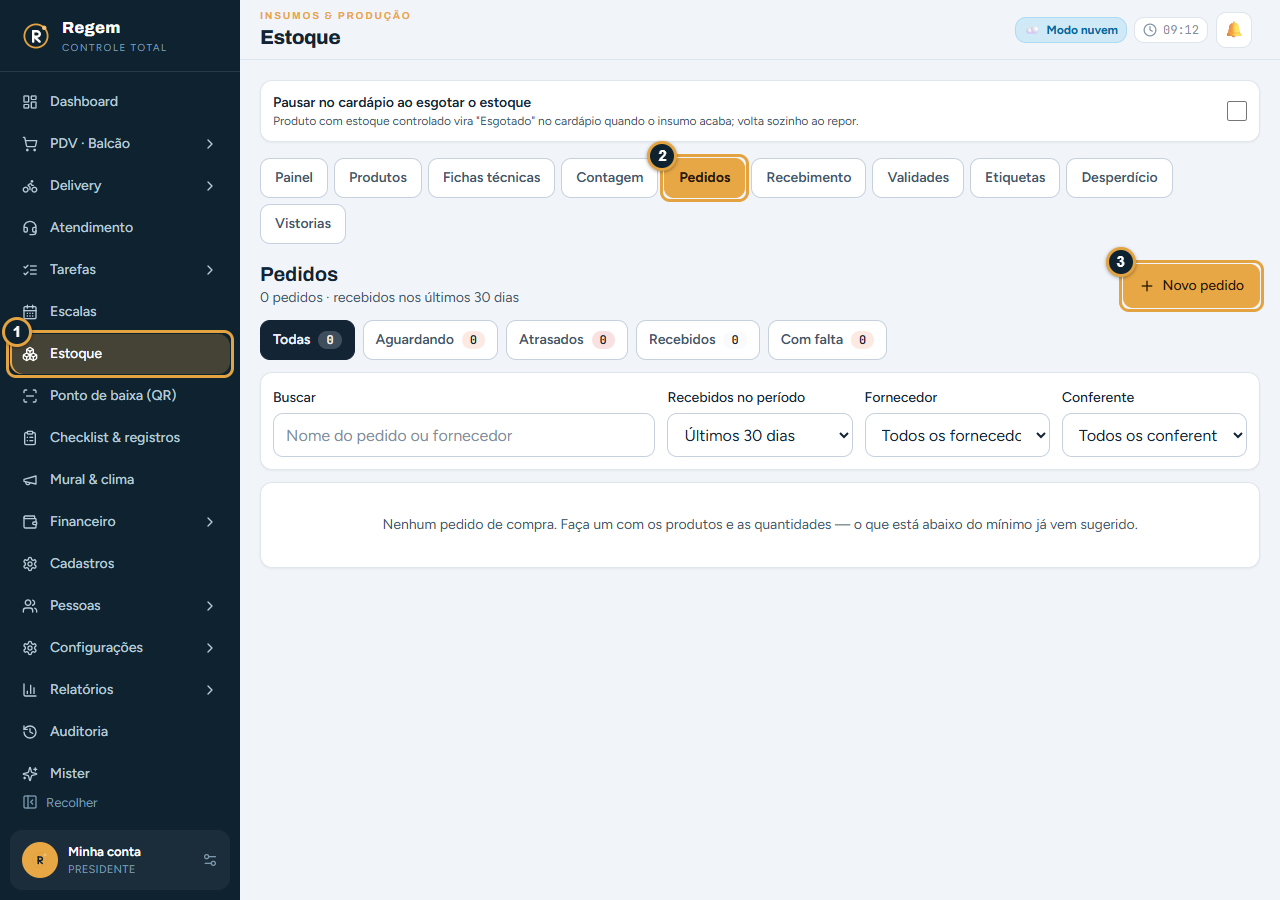 R
Regem
CONTROLE TOTAL
Dashboard
PDV · Balcão
Delivery
Atendimento
Tarefas
Escalas
1
Estoque
Ponto de baixa (QR)
Checklist & registros
Mural & clima
Financeiro
Cadastros
Pessoas
Configurações
Relatórios
Auditoria
Mister
Recolher
R
Minha conta
PRESIDENTE
INSUMOS & PRODUÇÃO
Estoque
Modo nuvem
09:12
Pausar no cardápio ao esgotar o estoque
Produto com estoque controlado vira "Esgotado" no cardápio quando o insumo acaba; volta sozinho ao repor.
2
Painel Produtos Fichas técnicas Contagem Pedidos Recebimento Validades Etiquetas Desperdício
Vistorias
Pedidos
0 pedidos · recebidos nos últimos 30 dias
3
Novo pedido
Todas 0 Aguardando 0 Atrasados 0 Recebidos 0 Com falta 0
Buscar Recebidos no período Fornecedor Conferente
Nome do pedido ou fornecedor Últimos 30 dias Todos os fornecedc Todos os conferent
Nenhum pedido de compra. Faça um com os produtos e as quantidades — o que está abaixo do mínimo já vem sugerido.